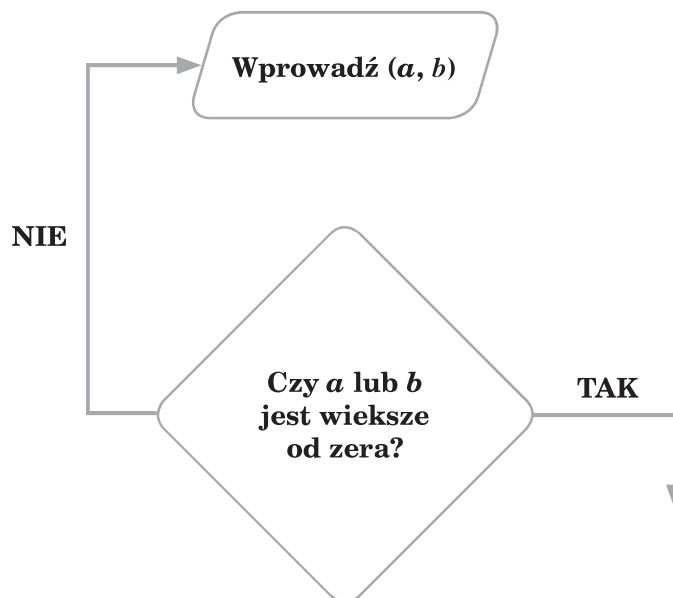 Wprowadź (a, b)
NIE
Czy a lub b
jest wieksze
od zera?
TAK